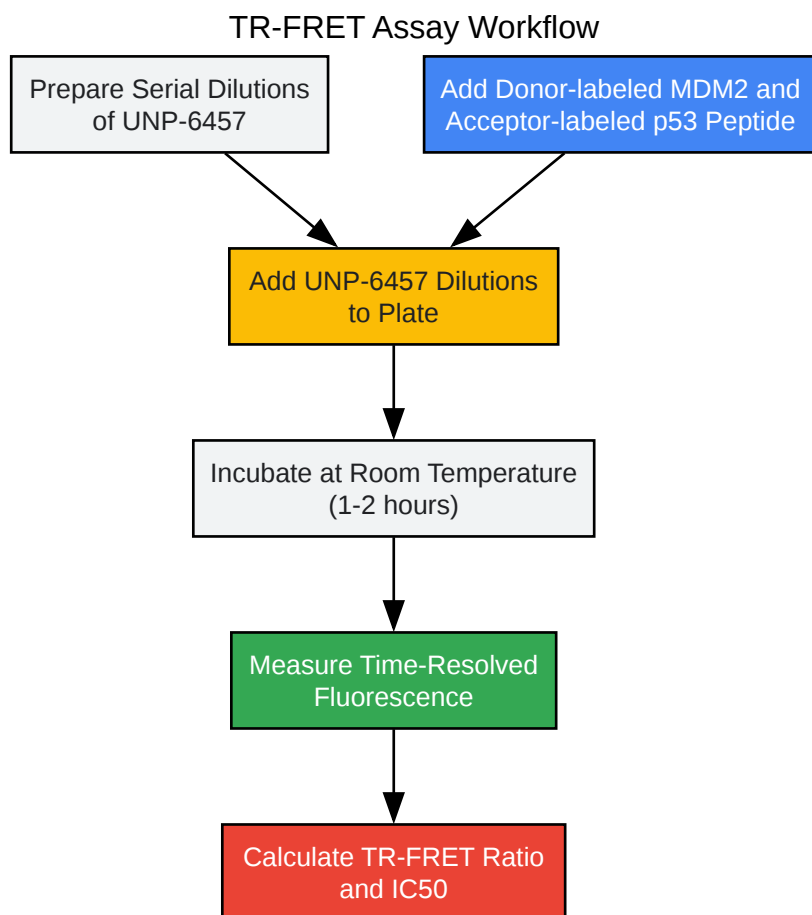 TR-FRET Assay Workflow
Prepare Serial Dilutions
of UNP-6457
Add Donor-labeled MDM2 and
Acceptor-labeled p53 Peptide
Add UNP-6457 Dilutions
to Plate
Incubate at Room Temperature
(1-2 hours)
Measure Time-Resolved
Fluorescence
Calculate TR-FRET Ratio
and IC50